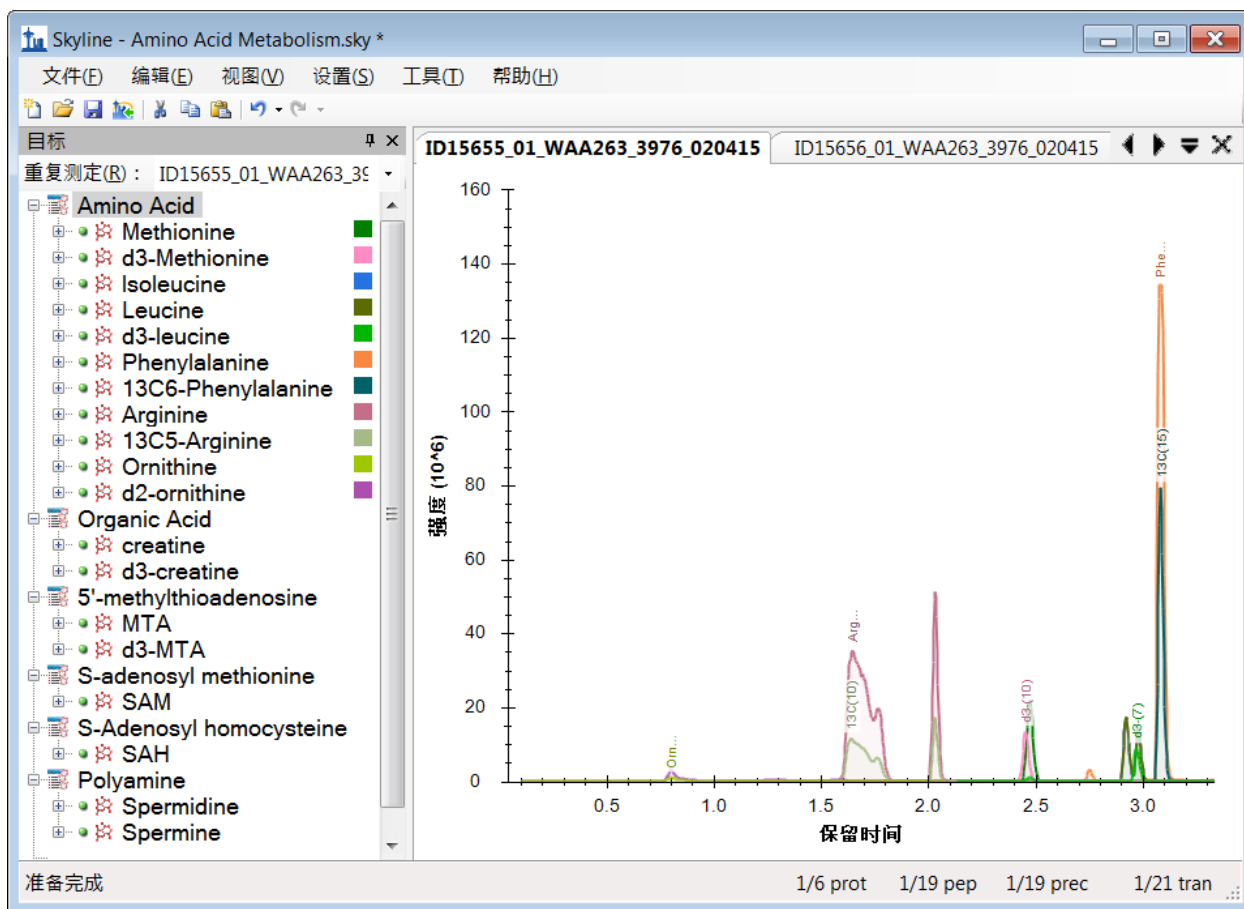 Skyline - Amino Acid Metabolism.sky *
文件(F) 编辑(E) 视图(V) 设置(S) 工具(T) 帮助(H)
目标
重复测定(R)： ID15655_01_WAA263_39
Amino Acid
Methionine
d3-Methionine
Isoleucine
Leucine
d3-leucine
Phenylalanine
13C6-Phenylalanine
Arginine
13C5-Arginine
Ornithine
d2-ornithine
Organic Acid
creatine
d3-creatine
5'-methylthioadenosine
MTA
d3-MTA
S-adenosyl methionine
SAM
S-Adenosyl homocysteine
SAH
Polyamine
Spermidine
Spermine
ID15655_01_WAA263_3976_020415 ID15656_01_WAA263_3976_020415
160
140
120
100
80
60
40
20
0
强度 (10^6)
Orn...
Arg...
13C(10)
d3-(10)
d3-(7)
Phe...
13C(15)
0.5 1.0 1.5 2.0 2.5 3.0
保留时间
准备完成 1/6 prot 1/19 pep 1/19 prec 1/21 tran